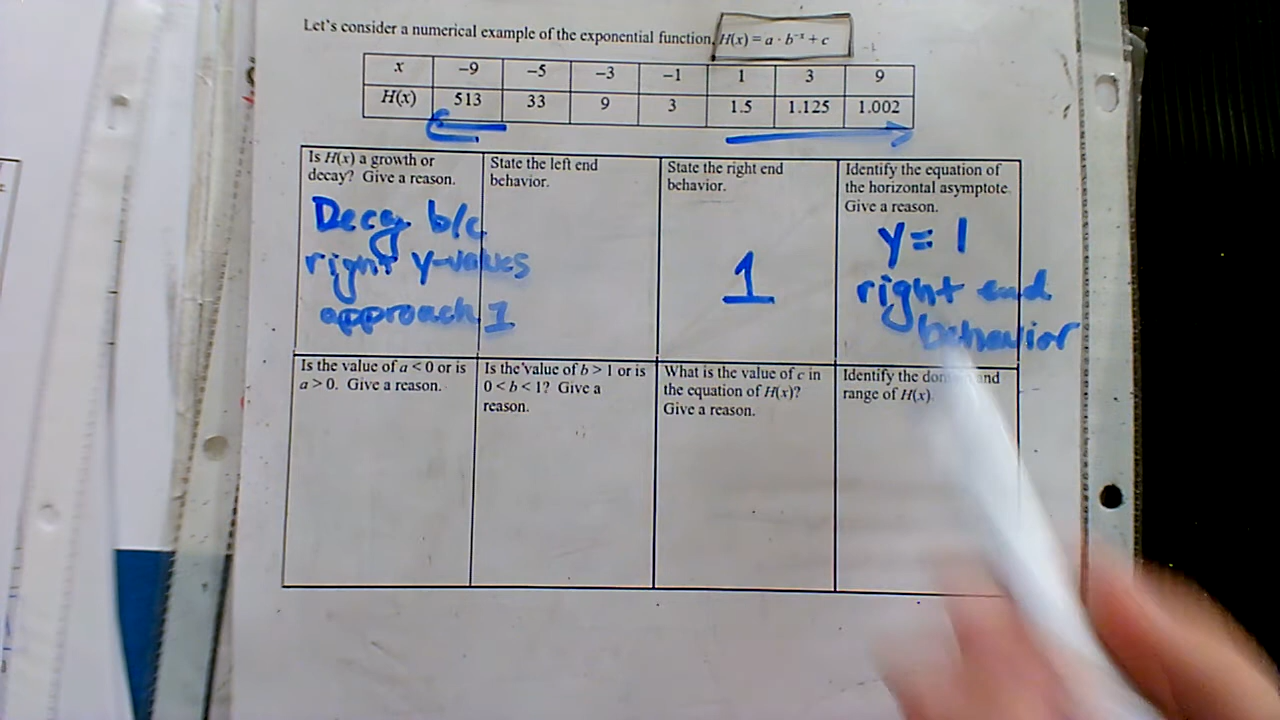 Let's consider a numerical example of the exponential function, H(x) = a · b⁻ˣ + c
x −9 −5 −3 −1 1 3 9
H(x) 513 33 9 3 1.5 1.125 1.002
Is H(x) a growth or
decay? Give a reason.
Decay b/c
right y-values
approach 1
State the left end
behavior.
State the right end
behavior.
1
Identify the equation of
the horizontal asymptote.
Give a reason.
y = 1
right end
behavior
Is the value of a < 0 or is
a > 0. Give a reason.
Is the value of b > 1 or is
0 < b < 1? Give a
reason.
What is the value of c in
the equation of H(x)?
Give a reason.
Identify the domain and
range of H(x).